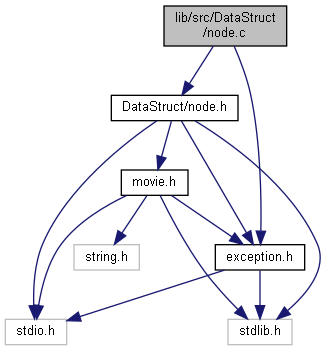 lib/src/DataStruct
/node.c
DataStruct/node.h
movie.h
string.h
exception.h
stdio.h
stdlib.h